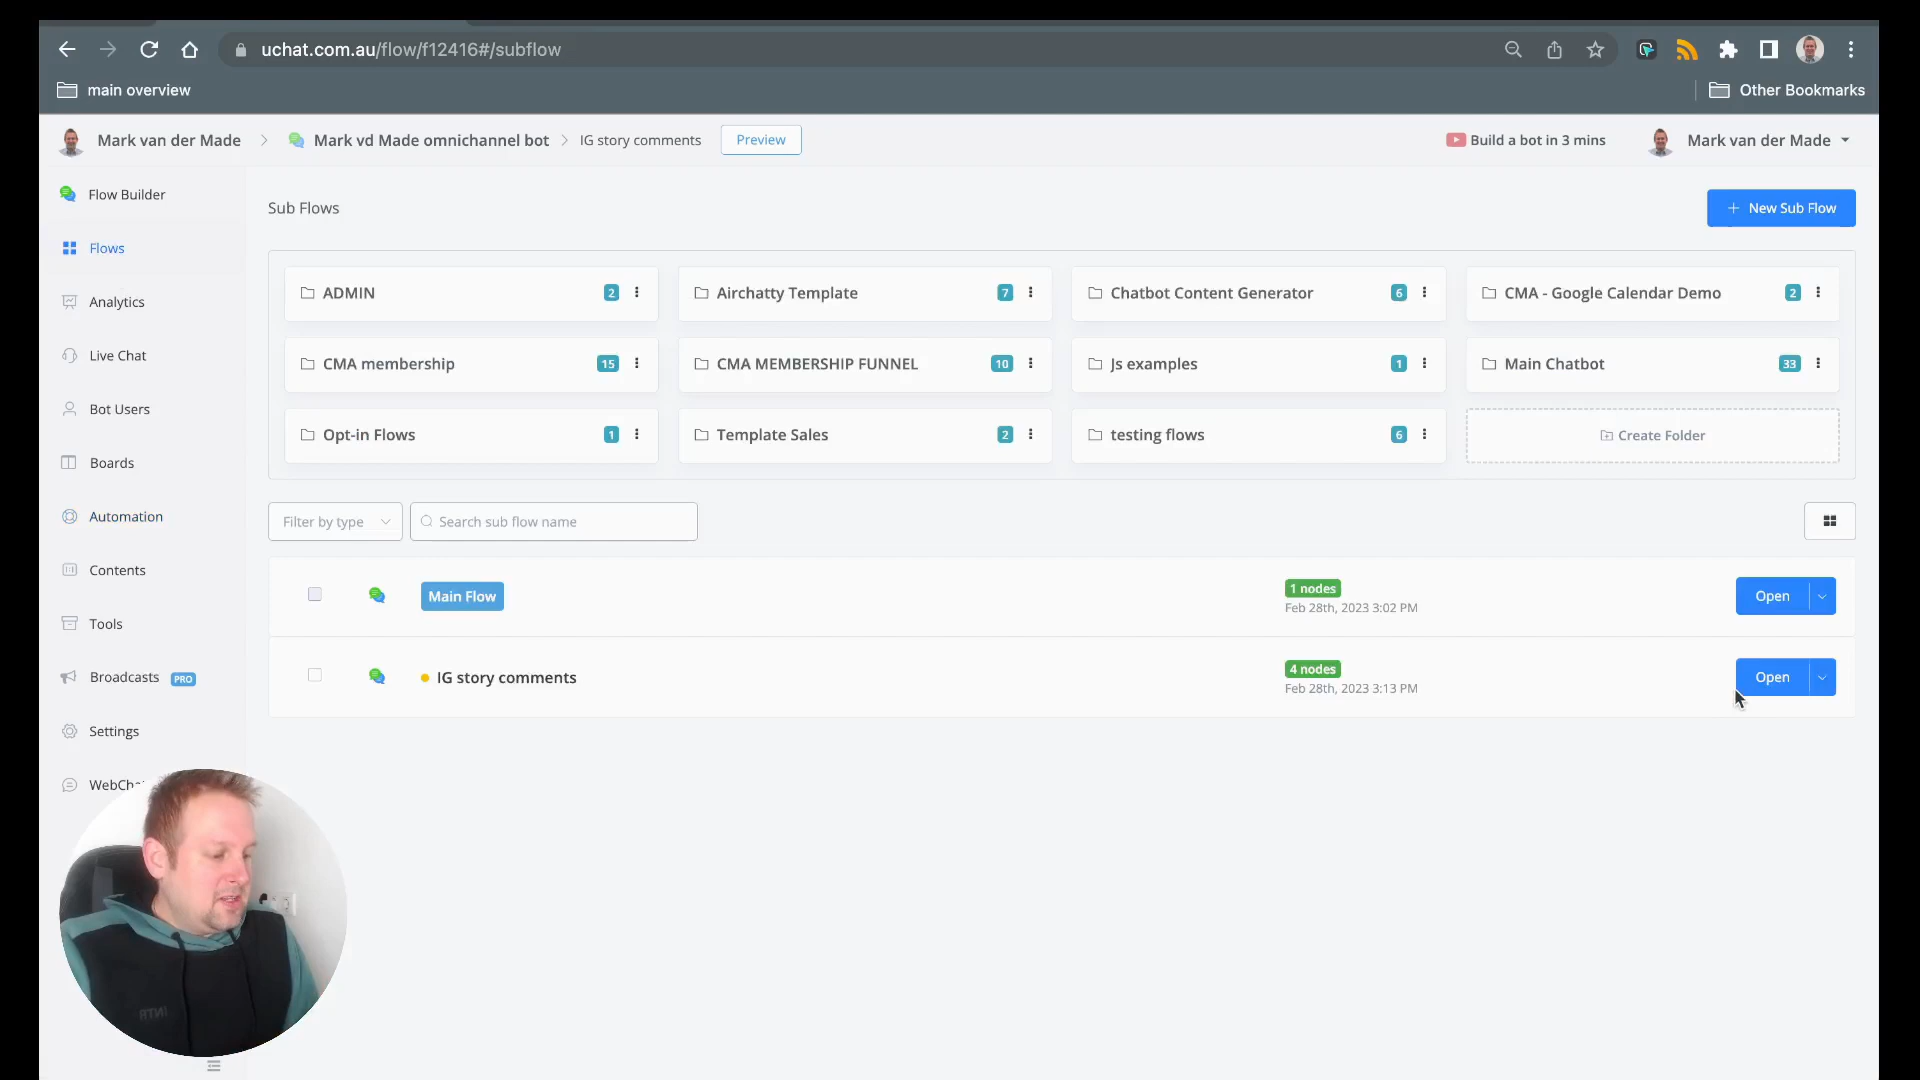 uchat.com.au/flow/f12416#/subflow
main overview
Other Bookmarks
Mark van der Made
Mark vd Made omnichannel bot
IG story comments
Preview
Build a bot in 3 mins
Mark van der Made
Flow Builder
Flows
Analytics
Live Chat
Bot Users
Boards
Automation
Contents
Tools
Broadcasts PRO
Settings
Sub Flows
+ New Sub Flow
ADMIN 2
Airchatty Template 7
Chatbot Content Generator 6
CMA - Google Calendar Demo 2
CMA membership 15
CMA MEMBERSHIP FUNNEL 10
Js examples 1
Main Chatbot 33
Opt-in Flows 1
Template Sales 2
testing flows 6
Create Folder
Filter by type
Search sub flow name
Main Flow
1 nodes
Feb 28th, 2023 3:02 PM
Open
IG story comments
4 nodes
Feb 28th, 2023 3:13 PM
Open